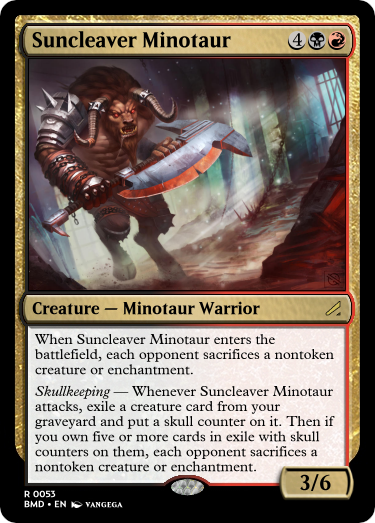 Suncleaver Minotaur 4
Creature — Minotaur Warrior
When Suncleaver Minotaur enters the
battlefield, each opponent sacrifices a nontoken
creature or enchantment.
Skullkeeping — Whenever Suncleaver Minotaur
attacks, exile a creature card from your
graveyard and put a skull counter on it. Then if
you own five or more cards in exile with skull
counters on them, each opponent sacrifices a
nontoken creature or enchantment.
3/6
R 0053
BMD • EN VANGEGA